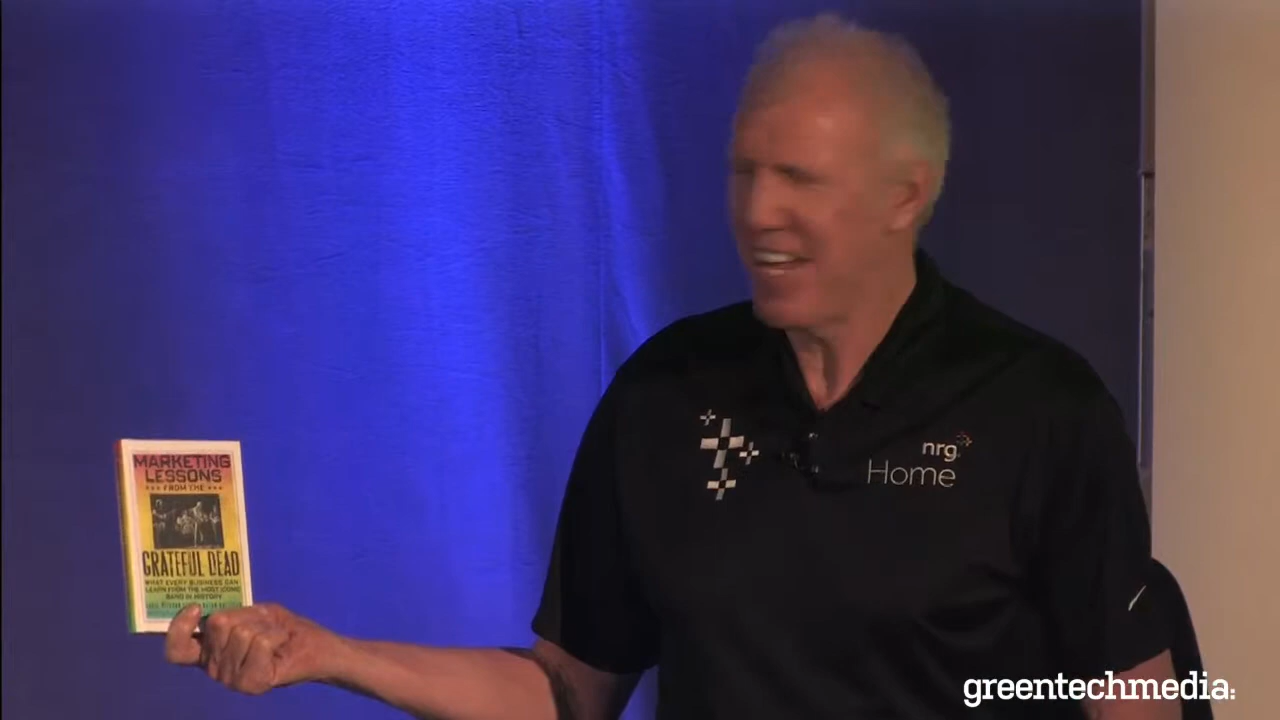 MARKETING
LESSONS
FROM THE
GRATEFUL DEAD
WHAT EVERY BUSINESS CAN
LEARN FROM THE MOST ICONIC
BAND IN HISTORY
nrg
Home
greentechmedia: